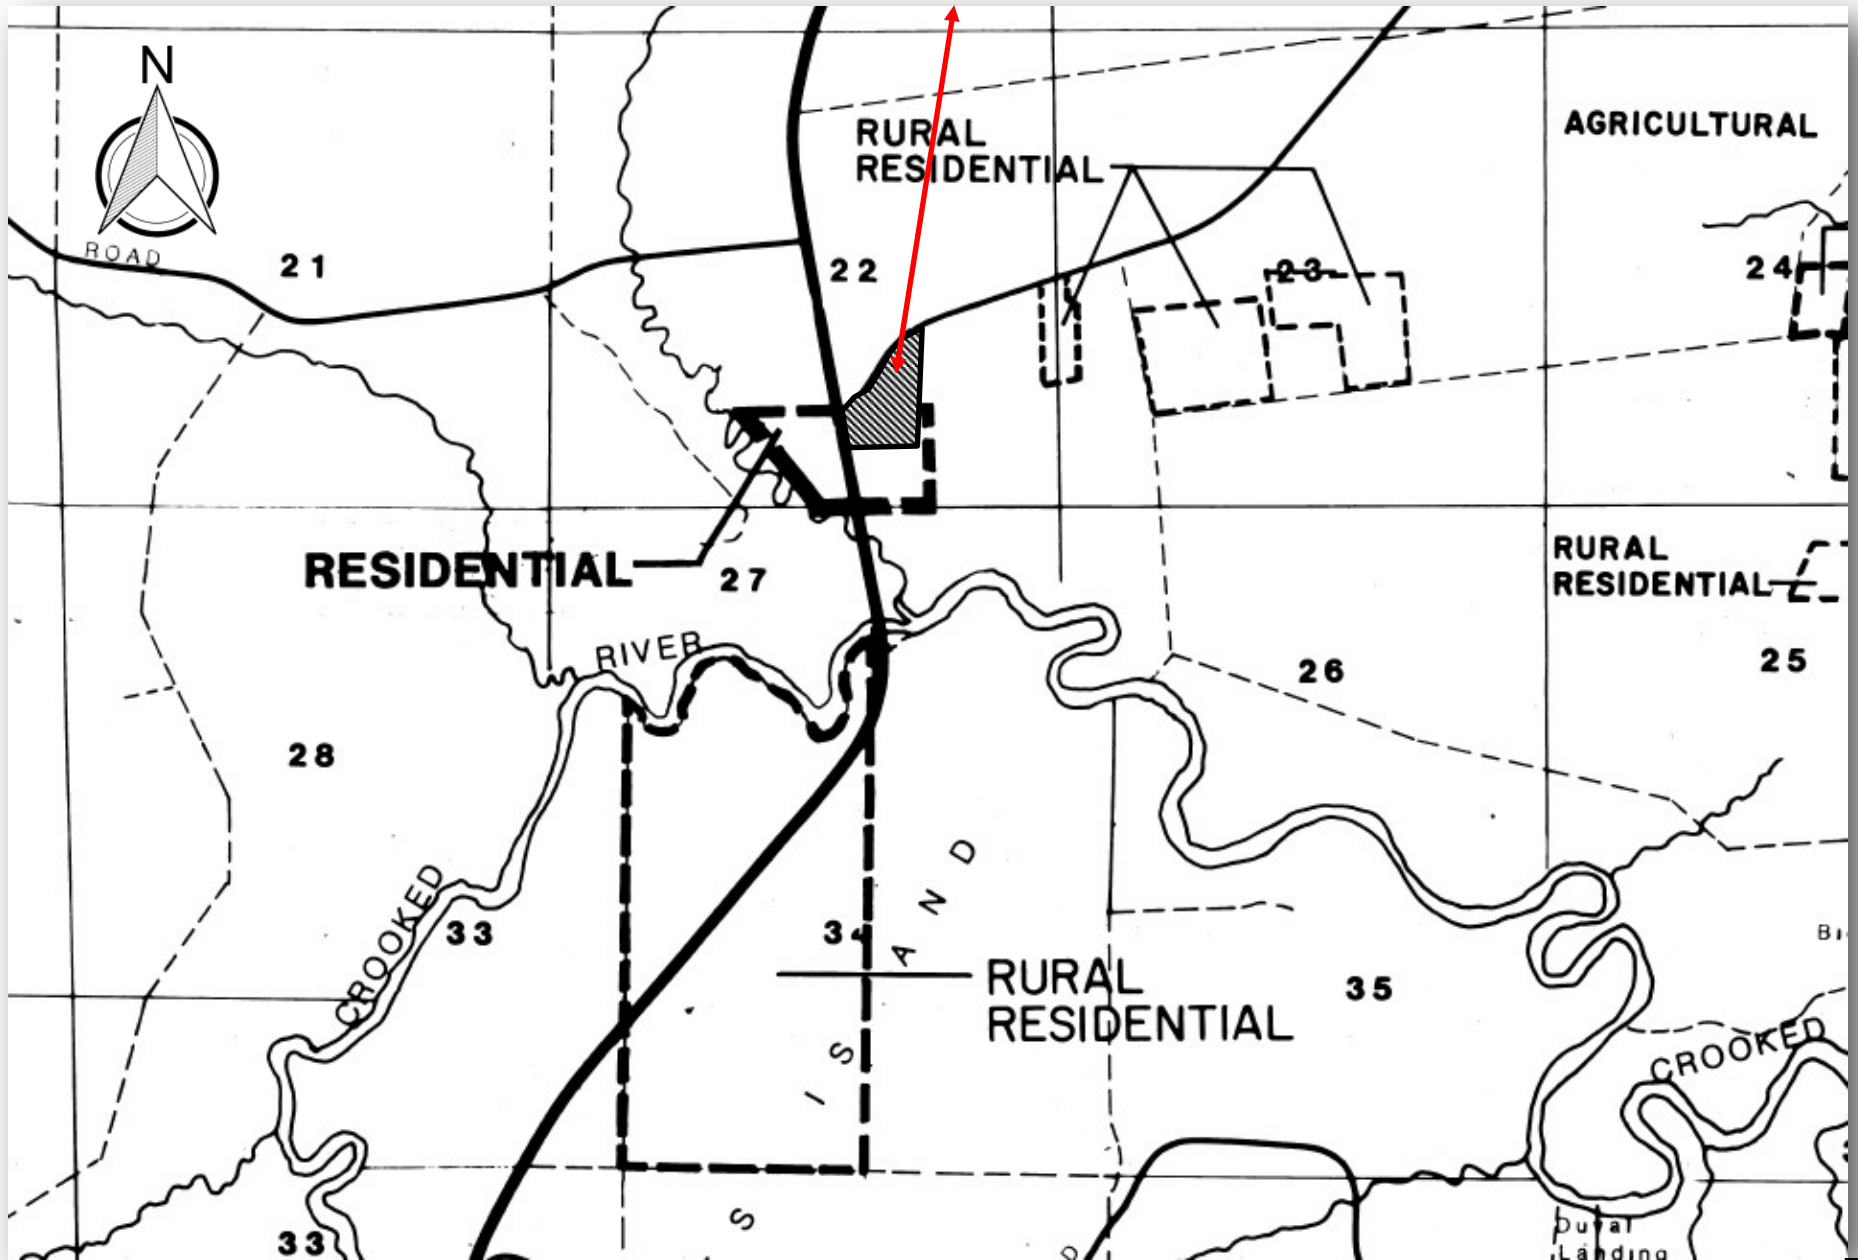 N
RURAL
RESIDENTIAL
AGRICULTURAL
ROAD
21
22
23
24
RESIDENTIAL
27
RURAL
RESIDENTIAL
RIVER
26
25
28
CROOKED
33
34
ISLAND
RURAL
RESIDENTIAL
35
CROOKED
33
S
Duval
Landing